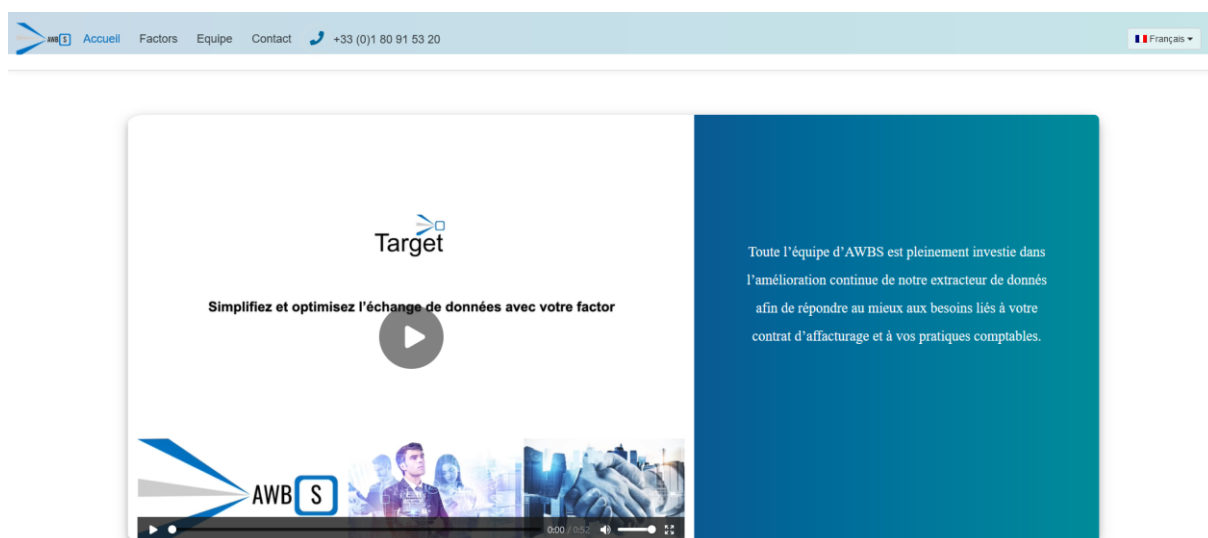 AWB S Accueil Factors Equipe Contact +33 (0)1 80 91 53 20 Français
Target
Simplifiez et optimisez l'échange de données avec votre factor
AWB S
0:00 / 0:52
Toute l’équipe d’AWBS est pleinement investie dans
l’amélioration continue de notre extracteur de donnés
afin de répondre au mieux aux besoins liés à votre
contrat d’affacturage et à vos pratiques comptables.